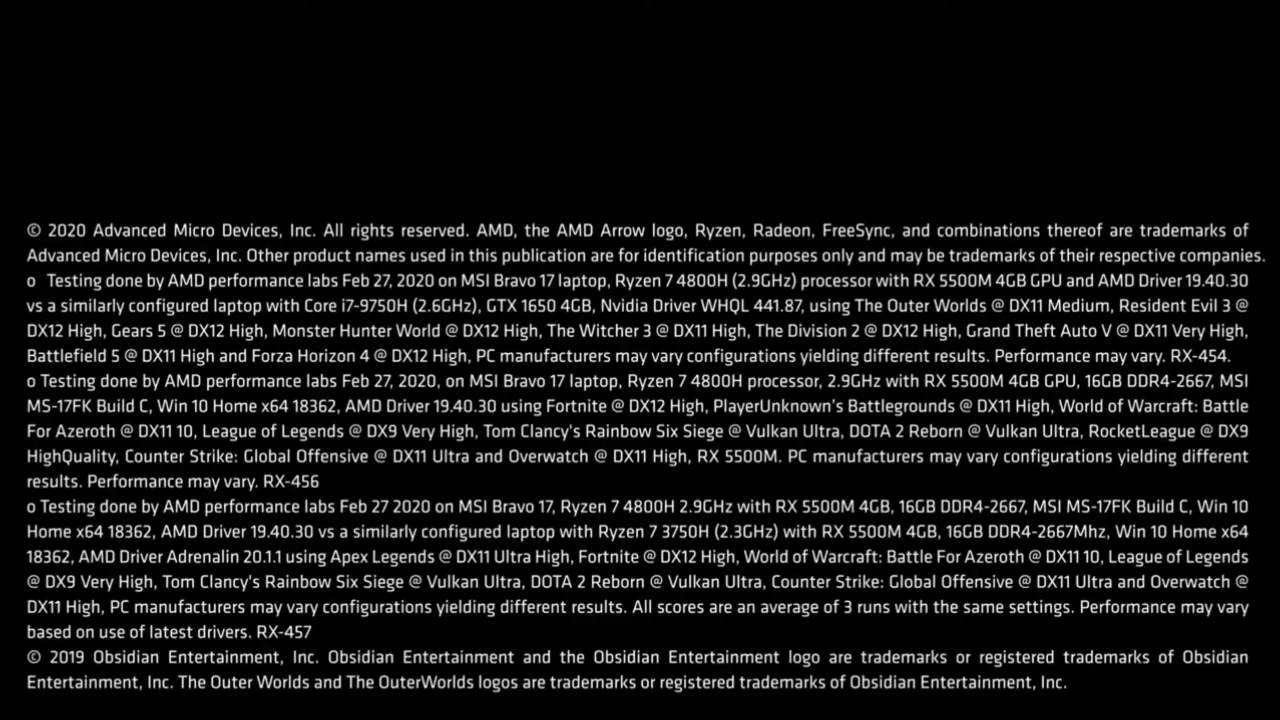 © 2020 Advanced Micro Devices, Inc. All rights reserved. AMD, the AMD Arrow logo, Ryzen, Radeon, FreeSync, and combinations thereof are trademarks of
Advanced Micro Devices, Inc. Other product names used in this publication are for identification purposes only and may be trademarks of their respective companies.
o Testing done by AMD performance labs Feb 27, 2020 on MSI Bravo 17 laptop, Ryzen 7 4800H (2.9GHz) processor with RX 5500M 4GB GPU and AMD Driver 19.40.30
vs a similarly configured laptop with Core i7-9750H (2.6GHz), GTX 1650 4GB, Nvidia Driver WHQL 441.87, using The Outer Worlds @ DX11 Medium, Resident Evil 3 @
DX12 High, Gears 5 @ DX12 High, Monster Hunter World @ DX12 High, The Witcher 3 @ DX11 High, The Division 2 @ DX12 High, Grand Theft Auto V @ DX11 Very High,
Battlefield 5 @ DX11 High and Forza Horizon 4 @ DX12 High, PC manufacturers may vary configurations yielding different results. Performance may vary. RX-454.
o Testing done by AMD performance labs Feb 27, 2020, on MSI Bravo 17 laptop, Ryzen 7 4800H processor, 2.9GHz with RX 5500M 4GB GPU, 16GB DDR4-2667, MSI
MS-17FK Build C, Win 10 Home x64 18362, AMD Driver 19.40.30 using Fortnite @ DX12 High, PlayerUnknown's Battlegrounds @ DX11 High, World of Warcraft: Battle
For Azeroth @ DX11 10, League of Legends @ DX9 Very High, Tom Clancy's Rainbow Six Siege @ Vulkan Ultra, DOTA 2 Reborn @ Vulkan Ultra, RocketLeague @ DX9
HighQuality, Counter Strike: Global Offensive @ DX11 Ultra and Overwatch @ DX11 High, RX 5500M. PC manufacturers may vary configurations yielding different
results. Performance may vary. RX-456
o Testing done by AMD performance labs Feb 27 2020 on MSI Bravo 17, Ryzen 7 4800H 2.9GHz with RX 5500M 4GB, 16GB DDR4-2667, MSI MS-17FK Build C, Win 10
Home x64 18362, AMD Driver 19.40.30 vs a similarly configured laptop with Ryzen 7 3750H (2.3GHz) with RX 5500M 4GB, 16GB DDR4-2667Mhz, Win 10 Home x64
18362, AMD Driver Adrenalin 20.1.1 using Apex Legends @ DX11 Ultra High, Fortnite @ DX12 High, World of Warcraft: Battle For Azeroth @ DX11 10, League of Legends
@ DX9 Very High, Tom Clancy's Rainbow Six Siege @ Vulkan Ultra, DOTA 2 Reborn @ Vulkan Ultra, Counter Strike: Global Offensive @ DX11 Ultra and Overwatch @
DX11 High, PC manufacturers may vary configurations yielding different results. All scores are an average of 3 runs with the same settings. Performance may vary
based on use of latest drivers. RX-457
© 2019 Obsidian Entertainment, Inc. Obsidian Entertainment and the Obsidian Entertainment logo are trademarks or registered trademarks of Obsidian
Entertainment, Inc. The Outer Worlds and The OuterWorlds logos are trademarks or registered trademarks of Obsidian Entertainment, Inc.